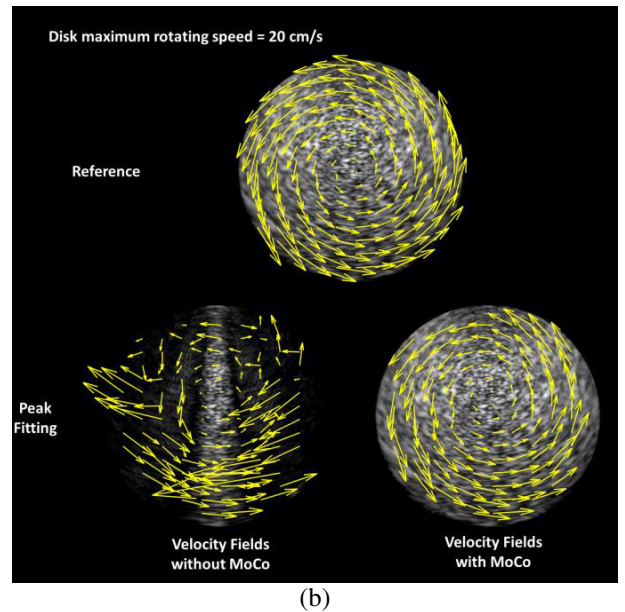 Disk maximum rotating speed = 20 cm/s
Reference
Peak
Fitting
Velocity Fields
without MoCo
Velocity Fields
with MoCo
(b)